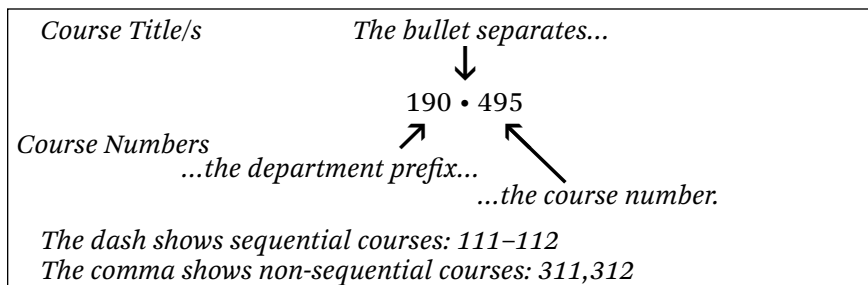 Course Title/s The bullet separates...
190 • 495
Course Numbers
...the department prefix...
...the course number.
The dash shows sequential courses: 111–112
The comma shows non-sequential courses: 311,312